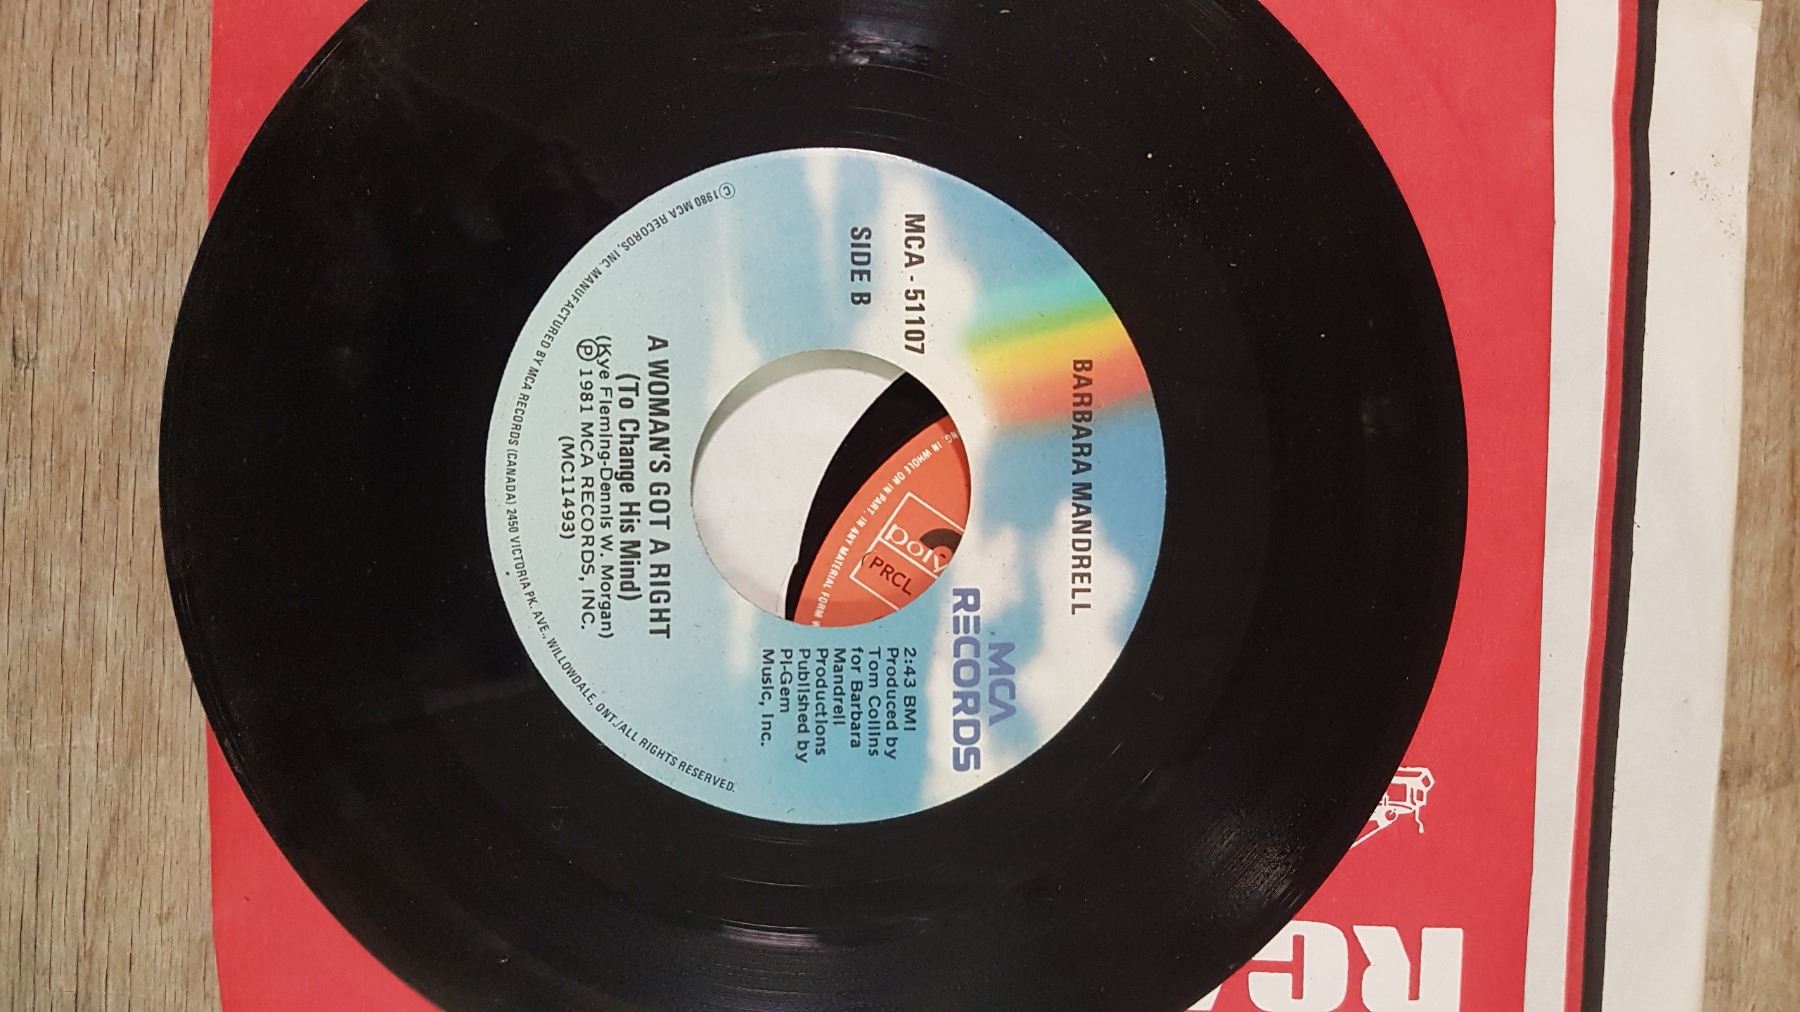 BARBARA MANDRELL
MCA RECORDS
MCA - 51107
SIDE B
2:43 BMI
Produced by
Tom Collins
for Barbara
Mandrell
Productions
Published by
Pi-Gem
Music, Inc.
A WOMAN'S GOT A RIGHT
(To Change His Mind)
(Kye Fleming-Dennis W. Morgan)
Ⓟ 1981 MCA RECORDS, INC.
(MC11493)
© 1980 MCA RECORDS, INC. MANUFACTURED BY MCA RECORDS (CANADA) 2450 VICTORIA PK. AVE., WILLOWDALE, ONT./ALL RIGHTS RESERVED.
IN WHOLE OR IN PART, IN ANY MATERIAL FORM
poly
PRCL
RCA